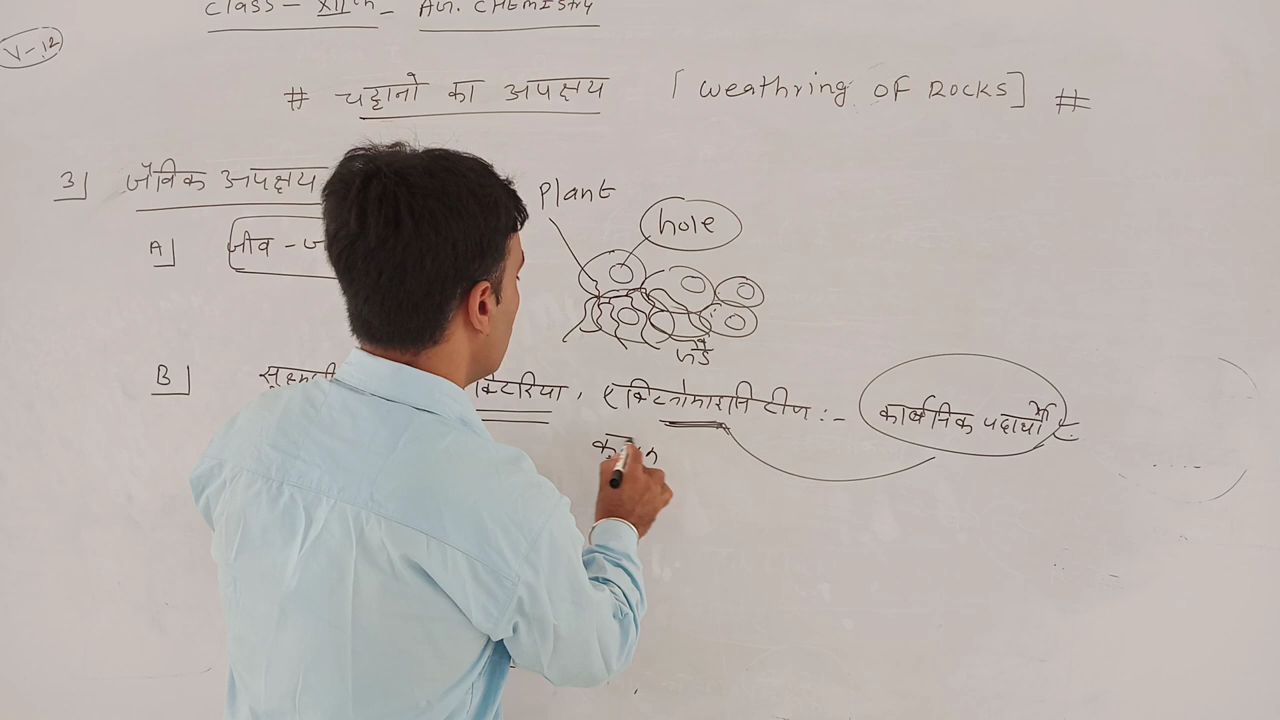 Class - XIIth - AG. CHEMISTRY
V-12
# चट्टानो का अपक्षय [Weathring OF ROCKS] #
3] जैविक अपक्षय
Plant
hole
A] जीव - ज
जड़े
B] सूक्ष्मजी क्टिरिया, एक्टिनोमाइसिटीज :- कार्बनिक पदार्थो में